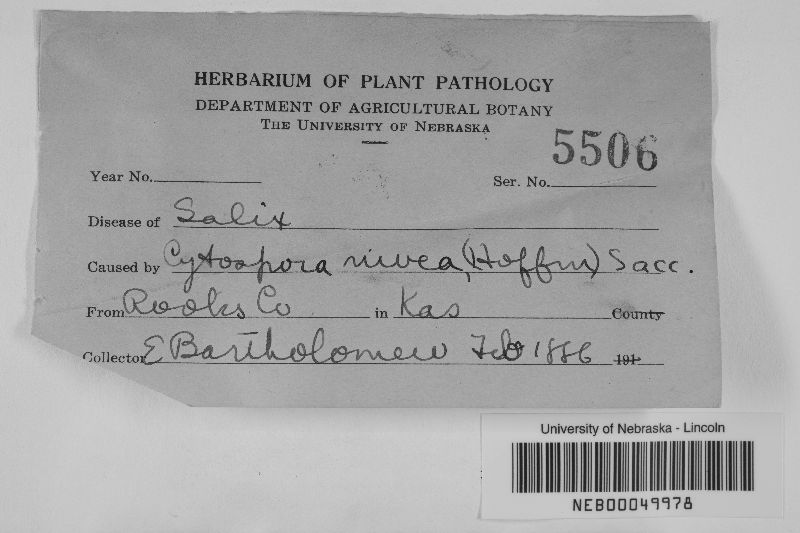 HERBARIUM OF PLANT PATHOLOGY
DEPARTMENT OF AGRICULTURAL BOTANY
THE UNIVERSITY OF NEBRASKA
5506
Year No.
Ser. No.
Disease of Salix
Caused by Cytospora nivea, (Hoffm) Sacc.
From Rooks Co in Kas County
Collector E Bartholomew Feb 1886 191
University of Nebraska - Lincoln
NEB00049978